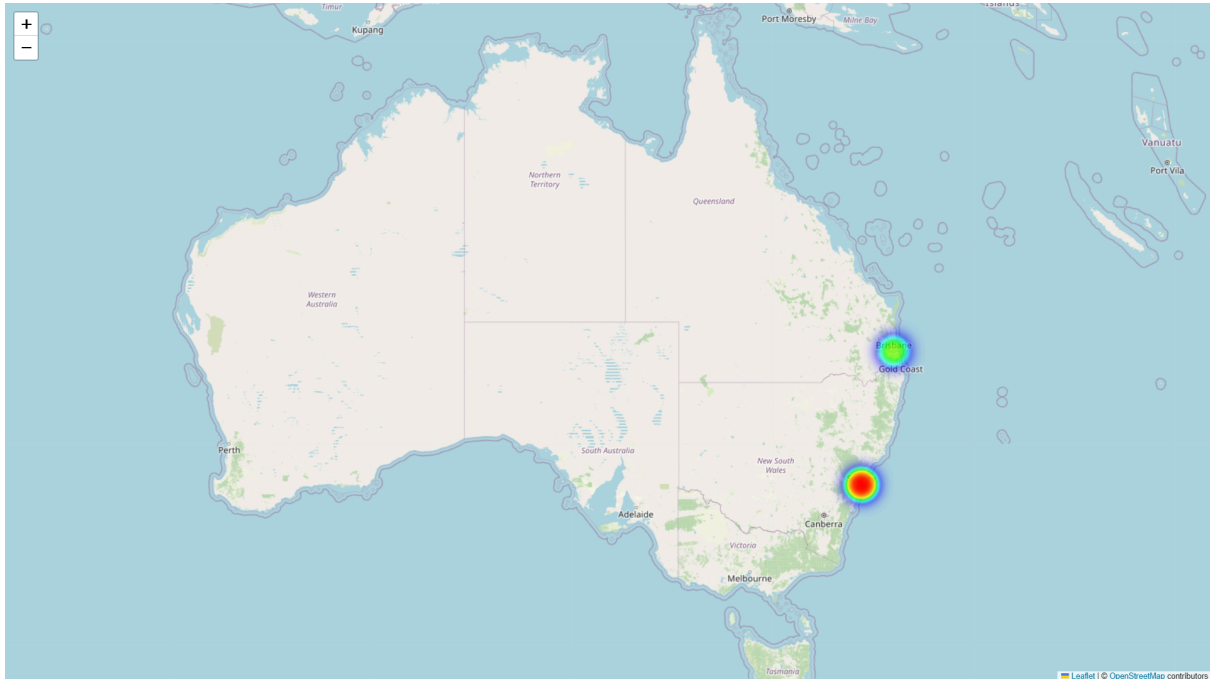 +
−
Timur
Kupang
Port Moresby
Milne Bay
Islands
Vanuatu
Port Vila
Northern
Territory
Queensland
Western
Australia
Brisbane
Gold Coast
Perth
South Australia
New South
Wales
Adelaide
Canberra
Victoria
Melbourne
Tasmania
Leaflet | © OpenStreetMap contributors